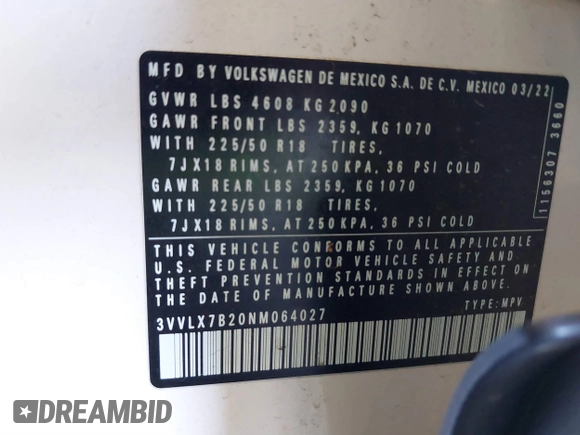 MFD BY VOLKSWAGEN DE MEXICO S.A. DE C.V. MEXICO 03/22
GVWR LBS 4608 KG 2090
GAWR FRONT LBS 2359, KG 1070
WITH 225/50 R18 TIRES,
7JX18 RIMS, AT 250 KPA, 36 PSI COLD
GAWR REAR LBS 2359, KG 1070
WITH 225/50 R18 TIRES,
7JX18 RIMS, AT 250 KPA, 36 PSI COLD
THIS VEHICLE CONFORMS TO ALL APPLICABLE
U.S. FEDERAL MOTOR VEHICLE SAFETY AND
THEFT PREVENTION STANDARDS IN EFFECT ON
DATE OF MANUFACTURE SHOWN ABOVE.
3VVLX7B20NM064027 TYPE: MPV
1156307 3660
DREAMBID